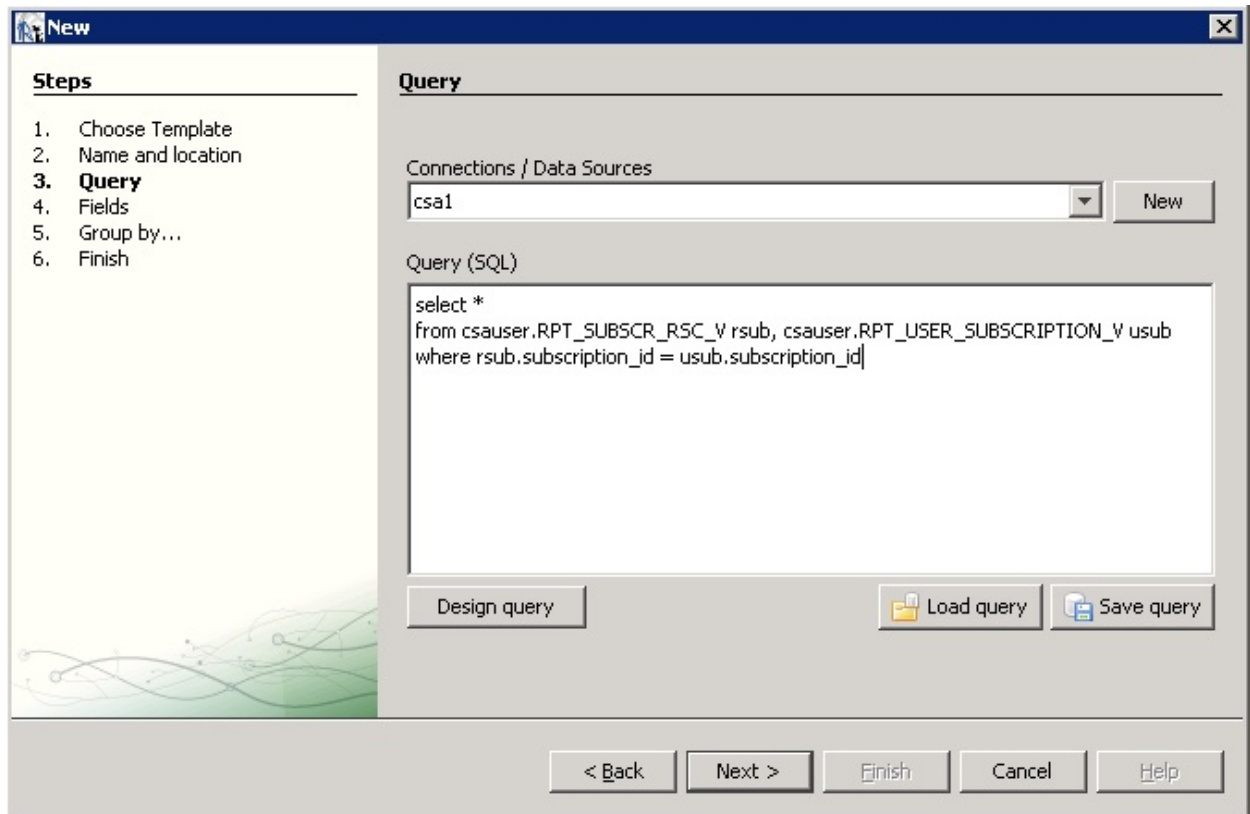 New
Steps
1. Choose Template
2. Name and location
3. Query
4. Fields
5. Group by...
6. Finish
Query
Connections / Data Sources
csa1
New
Query (SQL)
select *
from csauser.RPT_SUBSCR_RSC_V rsub, csauser.RPT_USER_SUBSCRIPTION_V usub
where rsub.subscription_id = usub.subscription_id
Design query
Load query
Save query
< Back
Next >
Finish
Cancel
Help